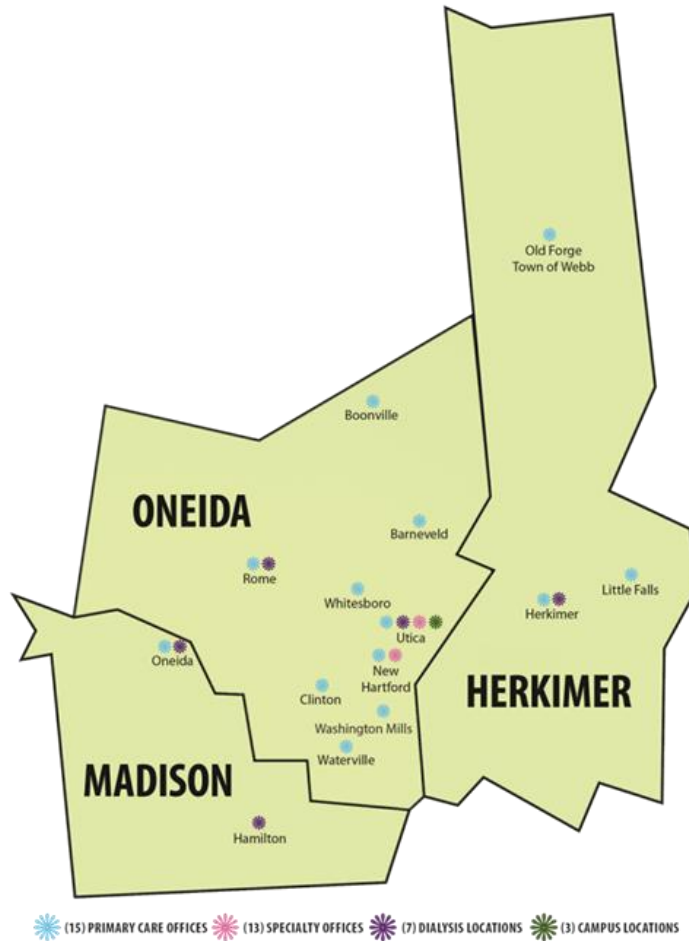 Old Forge
Town of Webb
Boonville
ONEIDA
Barneveld
Rome
Whitesboro
Little Falls
Herkimer
Utica
Oneida
New
Hartford
HERKIMER
Clinton
Washington Mills
Waterville
MADISON
Hamilton
(15) PRIMARY CARE OFFICES (13) SPECIALTY OFFICES (7) DIALYSIS LOCATIONS (3) CAMPUS LOCATIONS